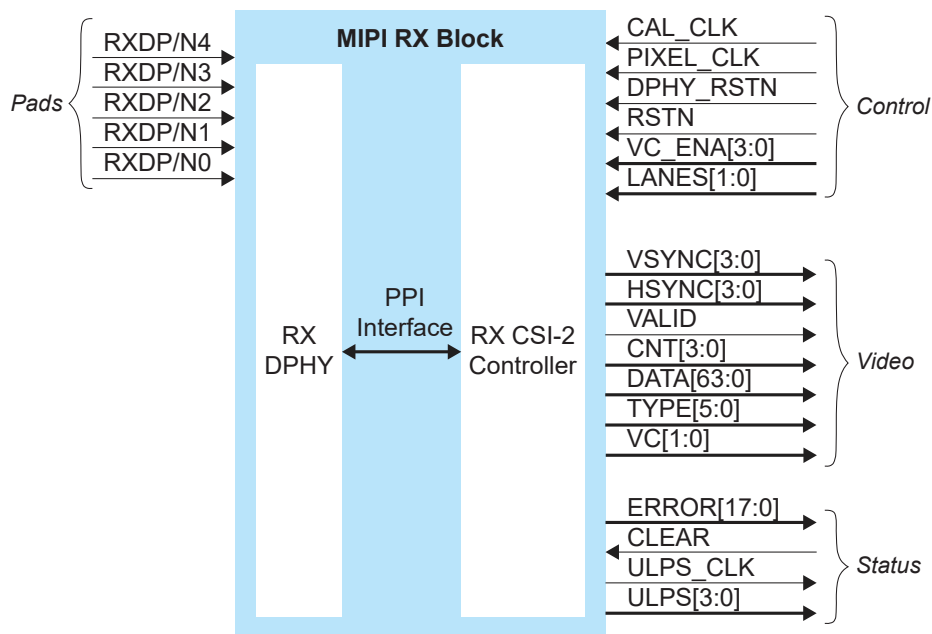 MIPI RX Block
RXDP/N4
RXDP/N3
RXDP/N2
RXDP/N1
RXDP/N0
Pads
CAL_CLK
PIXEL_CLK
DPHY_RSTN
RSTN
VC_ENA[3:0]
LANES[1:0]
Control
PPI
Interface
RX
DPHY
RX CSI-2
Controller
VSYNC[3:0]
HSYNC[3:0]
VALID
CNT[3:0]
DATA[63:0]
TYPE[5:0]
VC[1:0]
Video
ERROR[17:0]
CLEAR
ULPS_CLK
ULPS[3:0]
Status